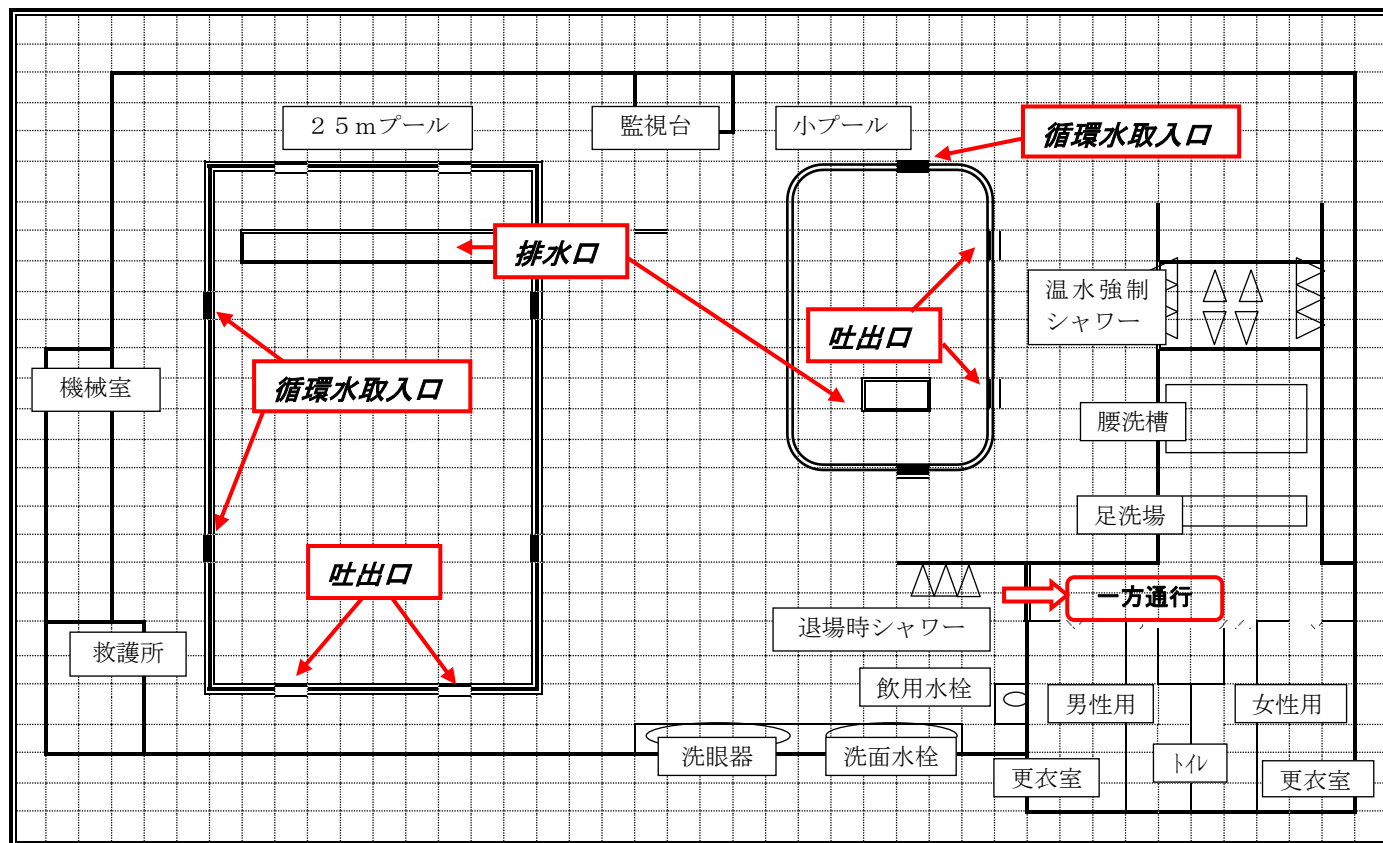 ２５ｍプール
監視台
小プール
循環水取入口
排水口
温水強制
シャワー
吐出口
機械室
循環水取入口
腰洗槽
足洗場
吐出口
一方通行
退場時シャワー
救護所
飲用水栓
男性用
女性用
洗眼器
洗面水栓
ﾄｲﾚ
更衣室
更衣室